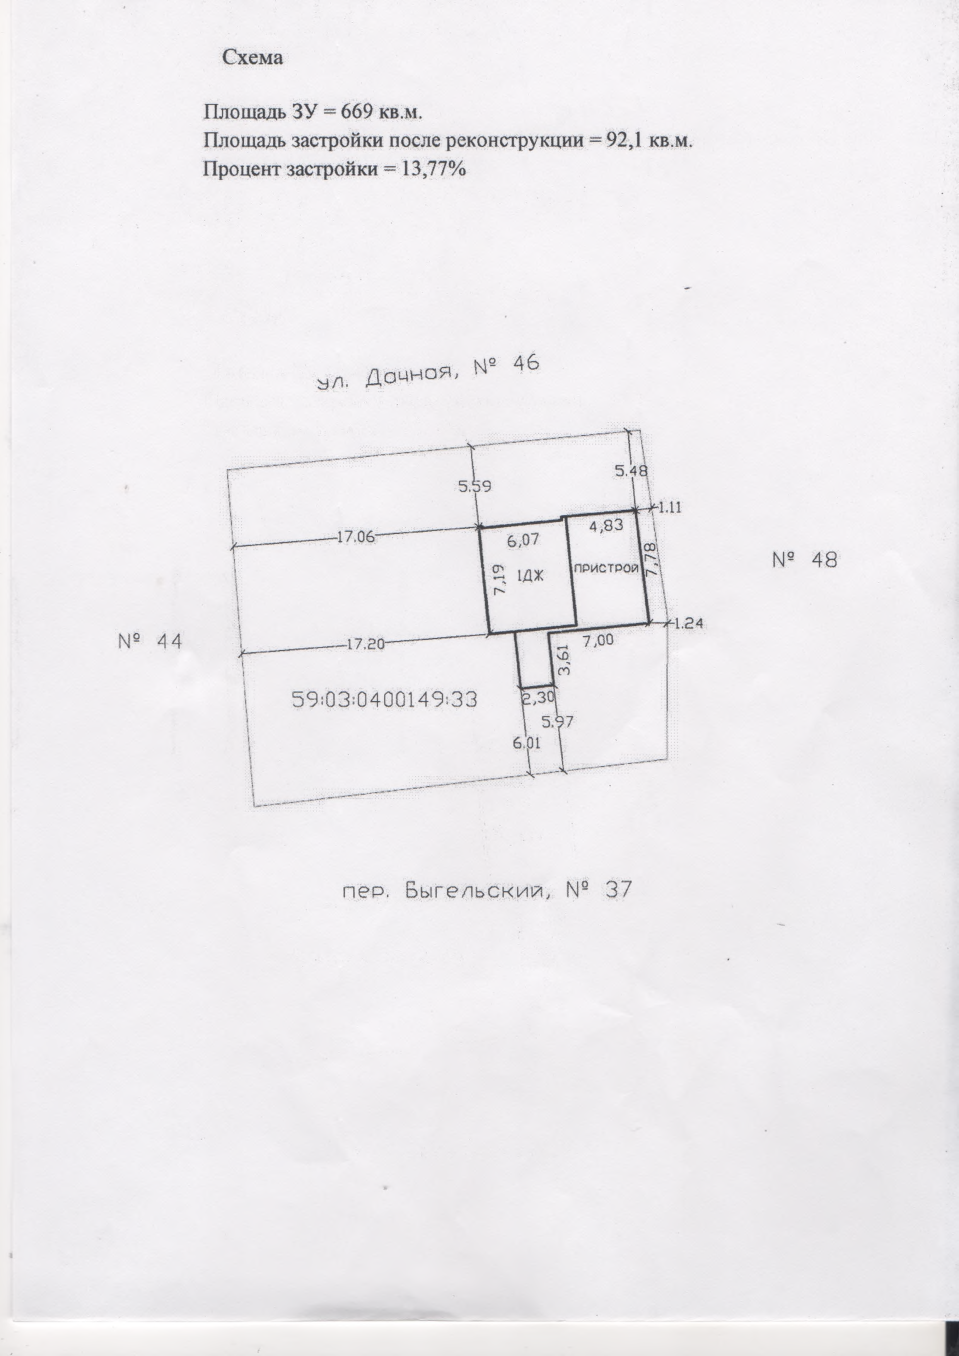 Схема
Площадь ЗУ = 669 кв.м.
Площадь застройки после реконструкции = 92,1 кв.м.
Процент застройки = 13,77%
ул. Дачная, № 46
5.59
5.48
1.11
17.06
6,07
4,83
7,19
1ДЖ
ПРИСТРОЙ
7,78
№ 48
№ 44
17.20
1.24
7,00
3,61
59:03:0400149:33
2,30
5.97
6.01
пер. Быгельский, № 37